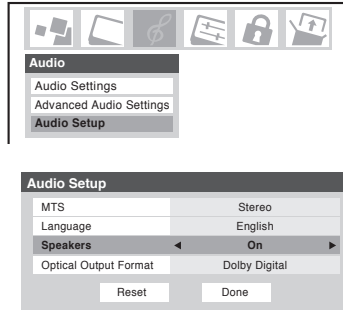 Audio
Audio Settings
Advanced Audio Settings
Audio Setup
Audio Setup
MTS Stereo
Language English
Speakers ◀ On ▶
Optical Output Format Dolby Digital
Reset Done